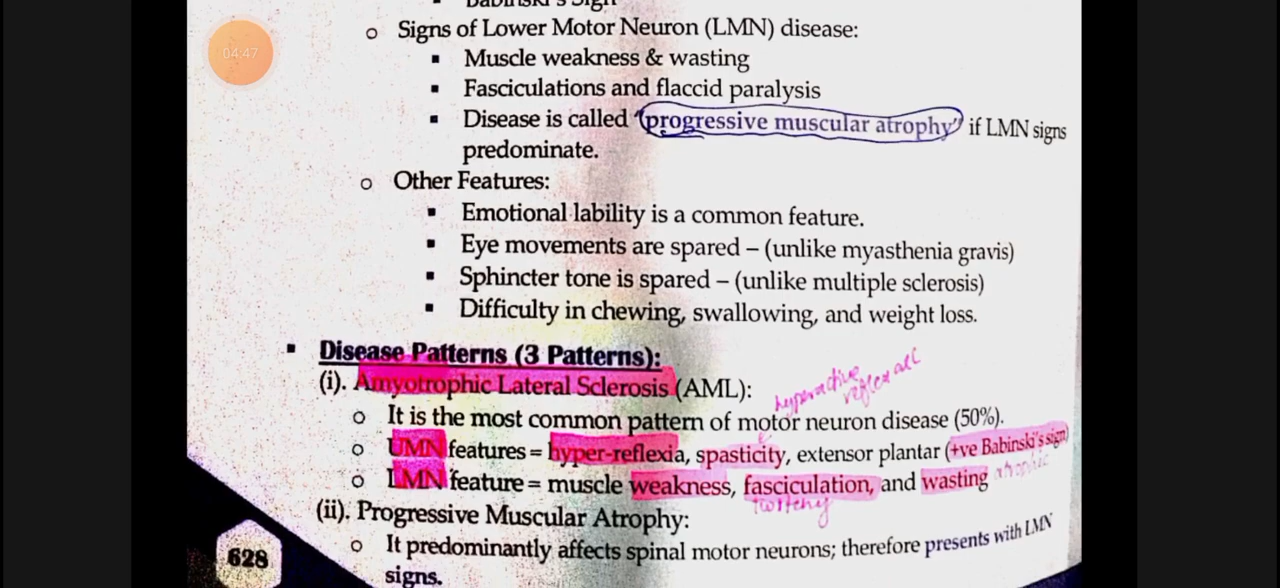 Babinski's Sign
04:47
o Signs of Lower Motor Neuron (LMN) disease:
▪ Muscle weakness & wasting
▪ Fasciculations and flaccid paralysis
▪ Disease is called "progressive muscular atrophy" if LMN signs
predominate.
o Other Features:
▪ Emotional lability is a common feature.
▪ Eye movements are spared – (unlike myasthenia gravis)
▪ Sphincter tone is spared – (unlike multiple sclerosis)
▪ Difficulty in chewing, swallowing, and weight loss.
▪ Disease Patterns (3 Patterns):
(i). Amyotrophic Lateral Sclerosis (AML):
hyperactive
reflex all
o It is the most common pattern of motor neuron disease (50%).
o UMN features = hyper-reflexia, spasticity, extensor plantar (+ve Babinski's sign)
o LMN feature = muscle weakness, fasciculation, and wasting
(ii). Progressive Muscular Atrophy:
o It predominantly affects spinal motor neurons; therefore presents with LMN
signs.
628